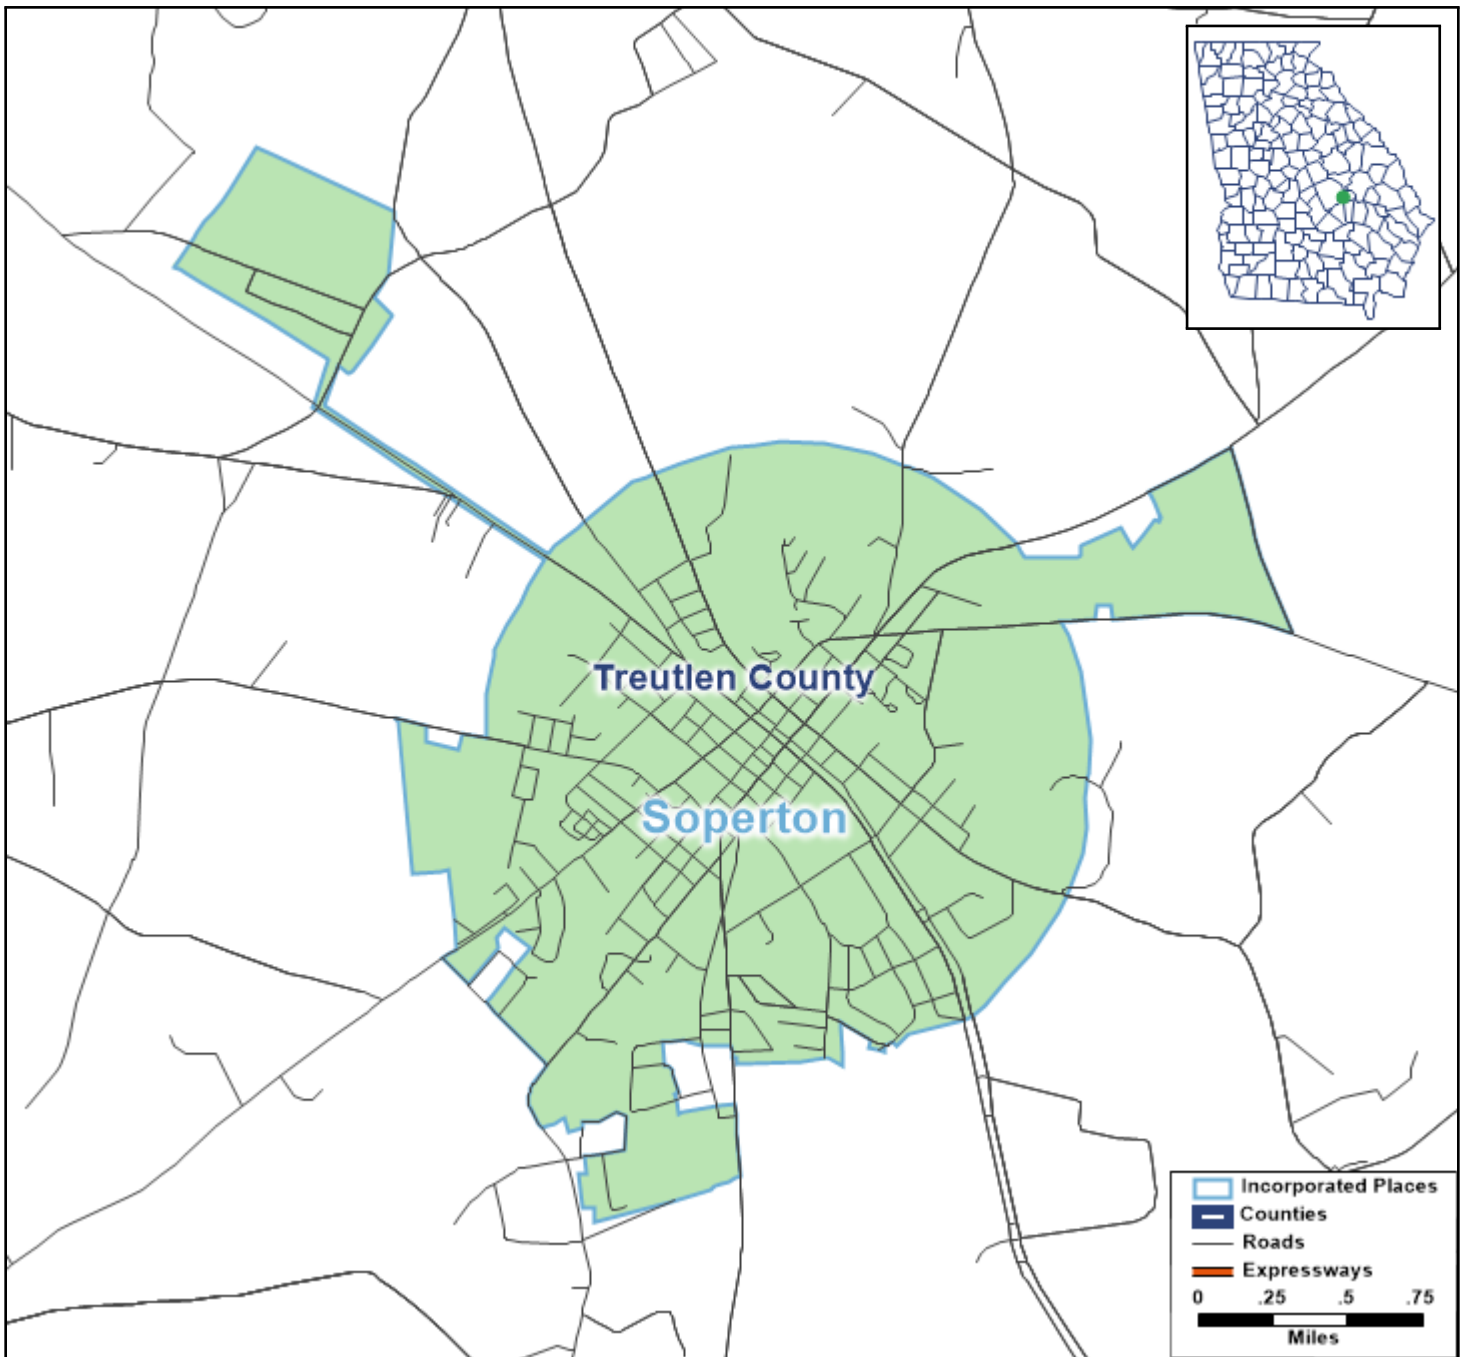 Treutlen County
Soperton
Incorporated Places
Counties
Roads
Expressways
0 .25 .5 .75
Miles